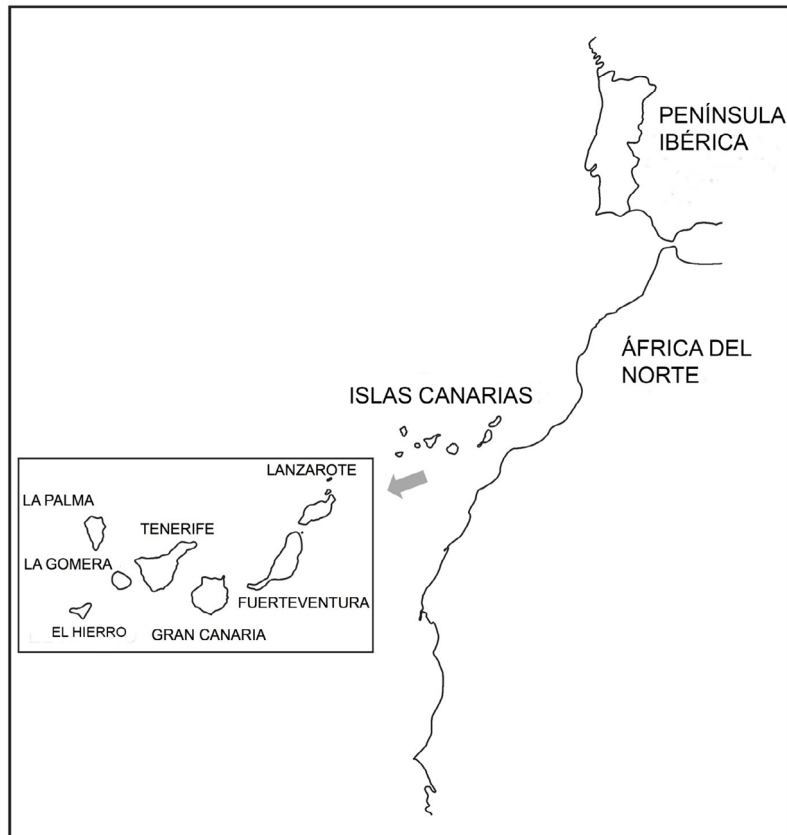 PENÍNSULA
IBÉRICA
ÁFRICA DEL
NORTE
ISLAS CANARIAS
LANZAROTE
LA PALMA
TENERIFE
LA GOMERA
FUERTEVENTURA
EL HIERRO
GRAN CANARIA